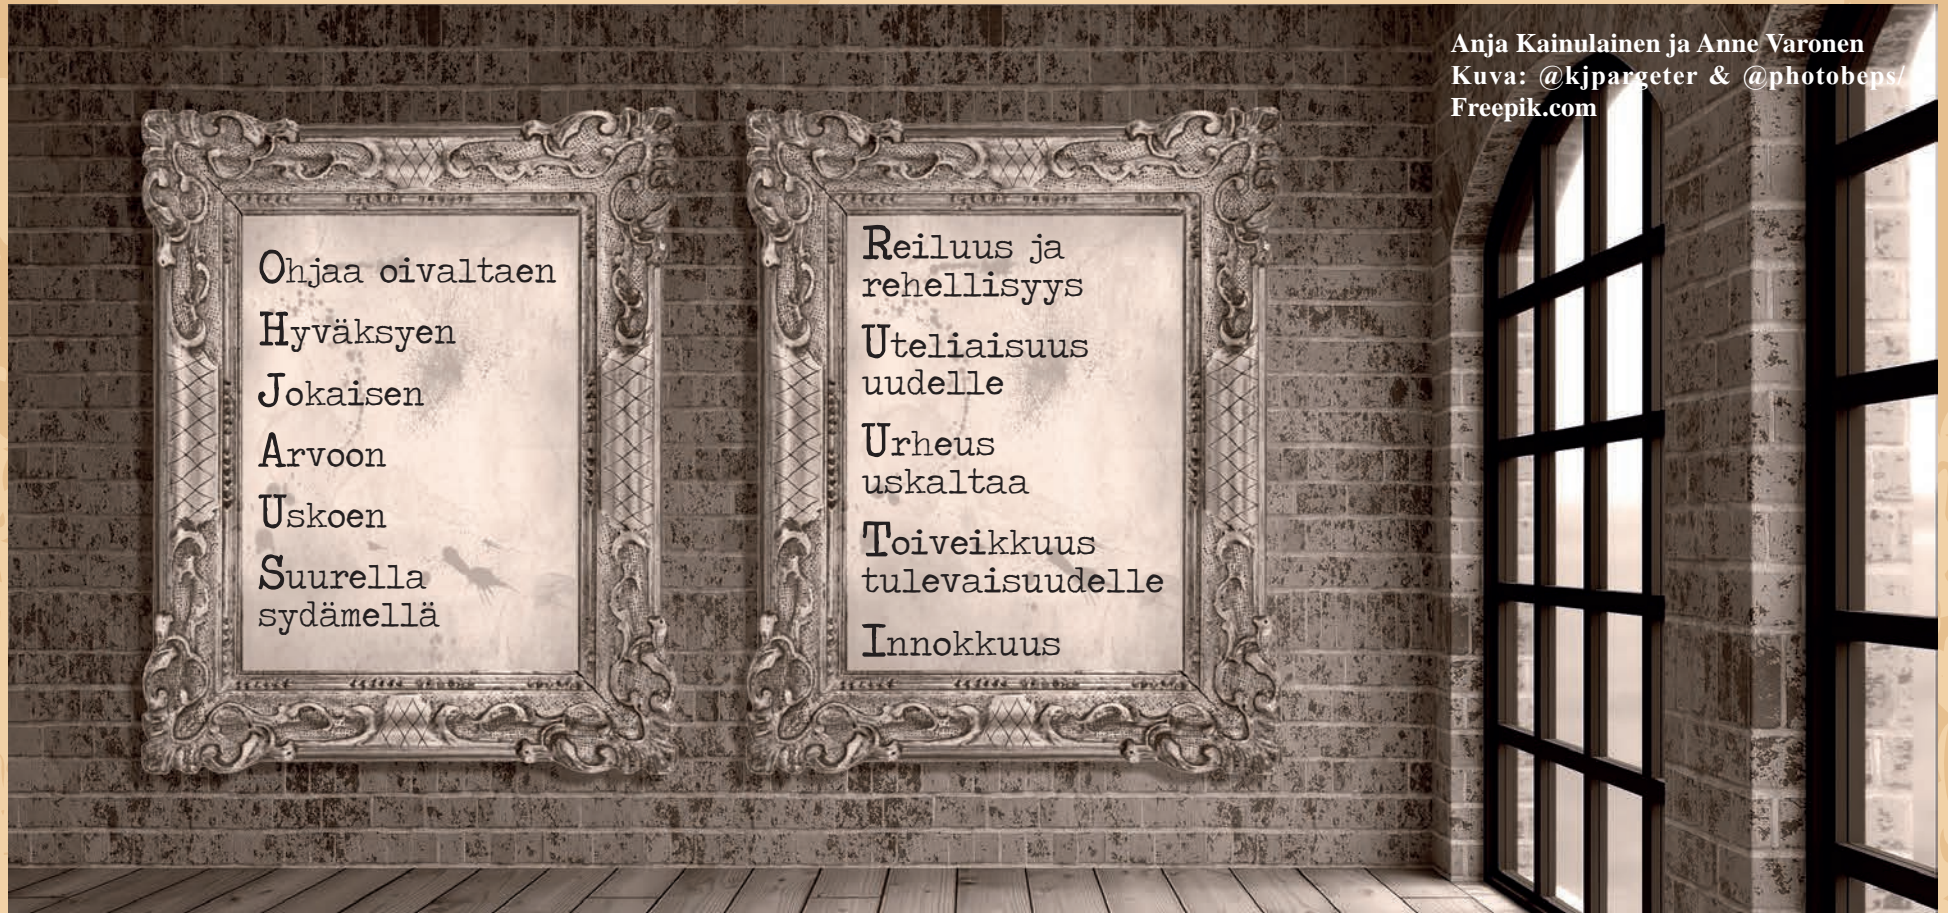 Anja Kainulainen ja Anne Varonen
Kuva: @kjpargeter & @photobeps/
Freepik.com
Ohjaa oivaltaen
Hyväksyen
Jokaisen
Arvoon
Uskoen
Suurella
sydämellä
Reiluus ja
rehellisyys
Uteliaisuus
uudelle
Urheus
uskaltaa
Toiveikkuus
tulevaisuudelle
Innokkuus